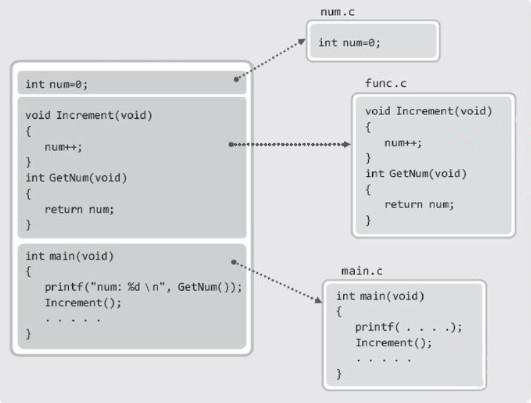 num.c
int num=0;
int num=0;
void Increment(void)
{
num++;
}
int GetNum(void)
{
return num;
}
int main(void)
{
printf("num: %d \n", GetNum());
Increment();
. . . . .
}
func.c
void Increment(void)
{
num++;
}
int GetNum(void)
{
return num;
}
main.c
int main(void)
{
printf( . . . .);
Increment();
. . . . .
}